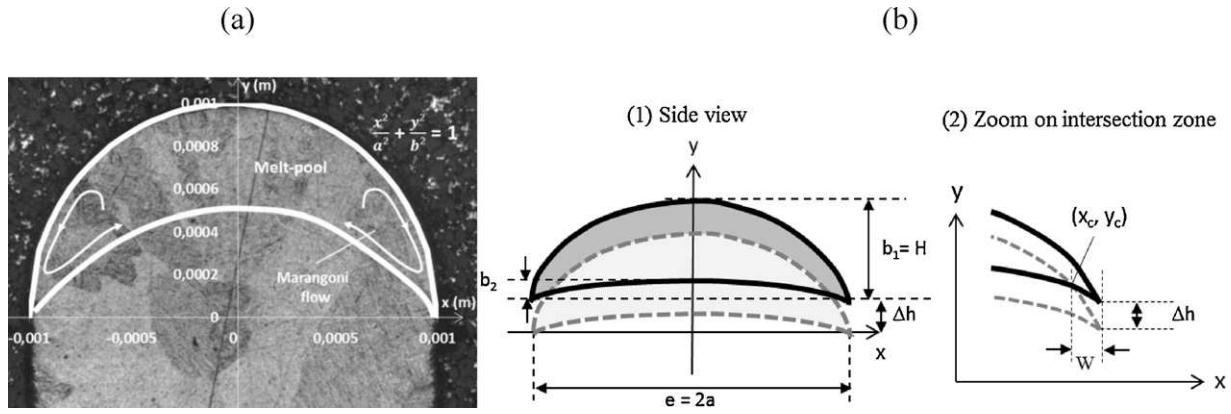 (a)
(b)
y (m)
0,001
x²/a² + y²/b² = 1
0,0008
Melt-pool
0,0006
0,0004
0,0002
Marangoni
flow
x (m)
0
-0,001
-0,0005
0
0,0005
0,001
(1) Side view
y
b₁= H
b₂
Δh
x
e = 2a
(2) Zoom on intersection zone
y
(xc, yc)
Δh
W
x